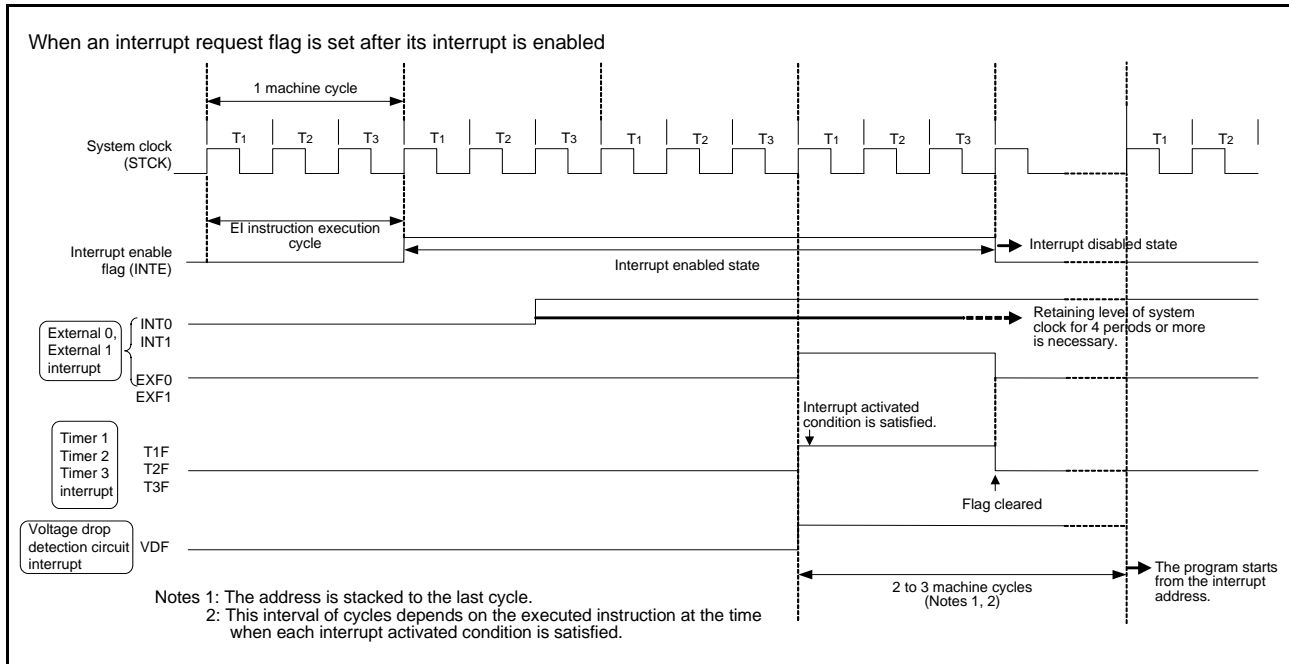 When an interrupt request flag is set after its interrupt is enabled
1 machine cycle
System clock
(STCK)
T1 T2 T3 T1 T2 T3 T1 T2 T3 T1 T2 T3 T1 T2
EI instruction execution
cycle
Interrupt enable
flag (INTE)
Interrupt enabled state
Interrupt disabled state
External 0,
External 1
interrupt
INT0
INT1
Retaining level of system
clock for 4 periods or more
is necessary.
EXF0
EXF1
Interrupt activated
condition is satisfied.
Timer 1
Timer 2
Timer 3
interrupt
T1F
T2F
T3F
Flag cleared
Voltage drop
detection circuit
interrupt
VDF
2 to 3 machine cycles
(Notes 1, 2)
The program starts
from the interrupt
address.
Notes 1: The address is stacked to the last cycle.
2: This interval of cycles depends on the executed instruction at the time
when each interrupt activated condition is satisfied.